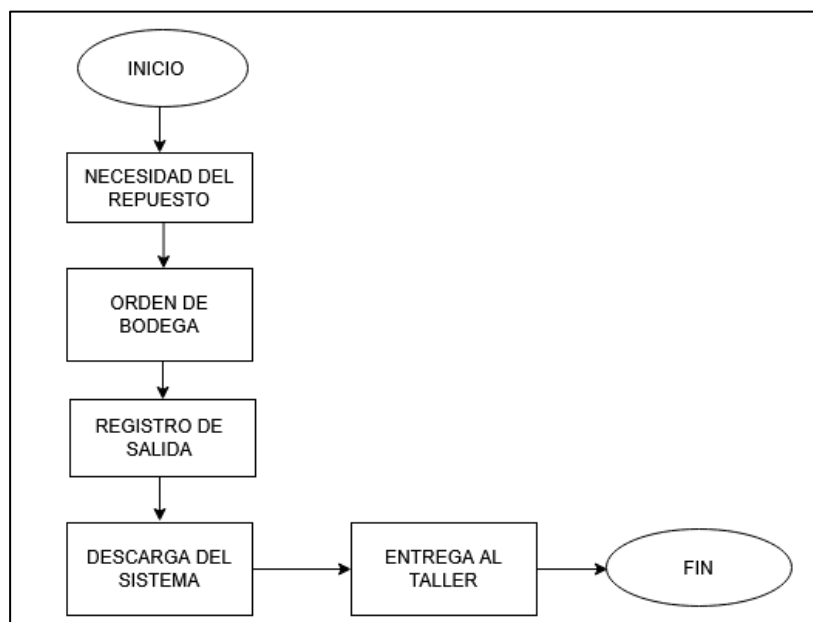 INICIO
NECESIDAD DEL
REPUESTO
ORDEN DE
BODEGA
REGISTRO DE
SALIDA
DESCARGA DEL
SISTEMA
ENTREGA AL
TALLER
FIN